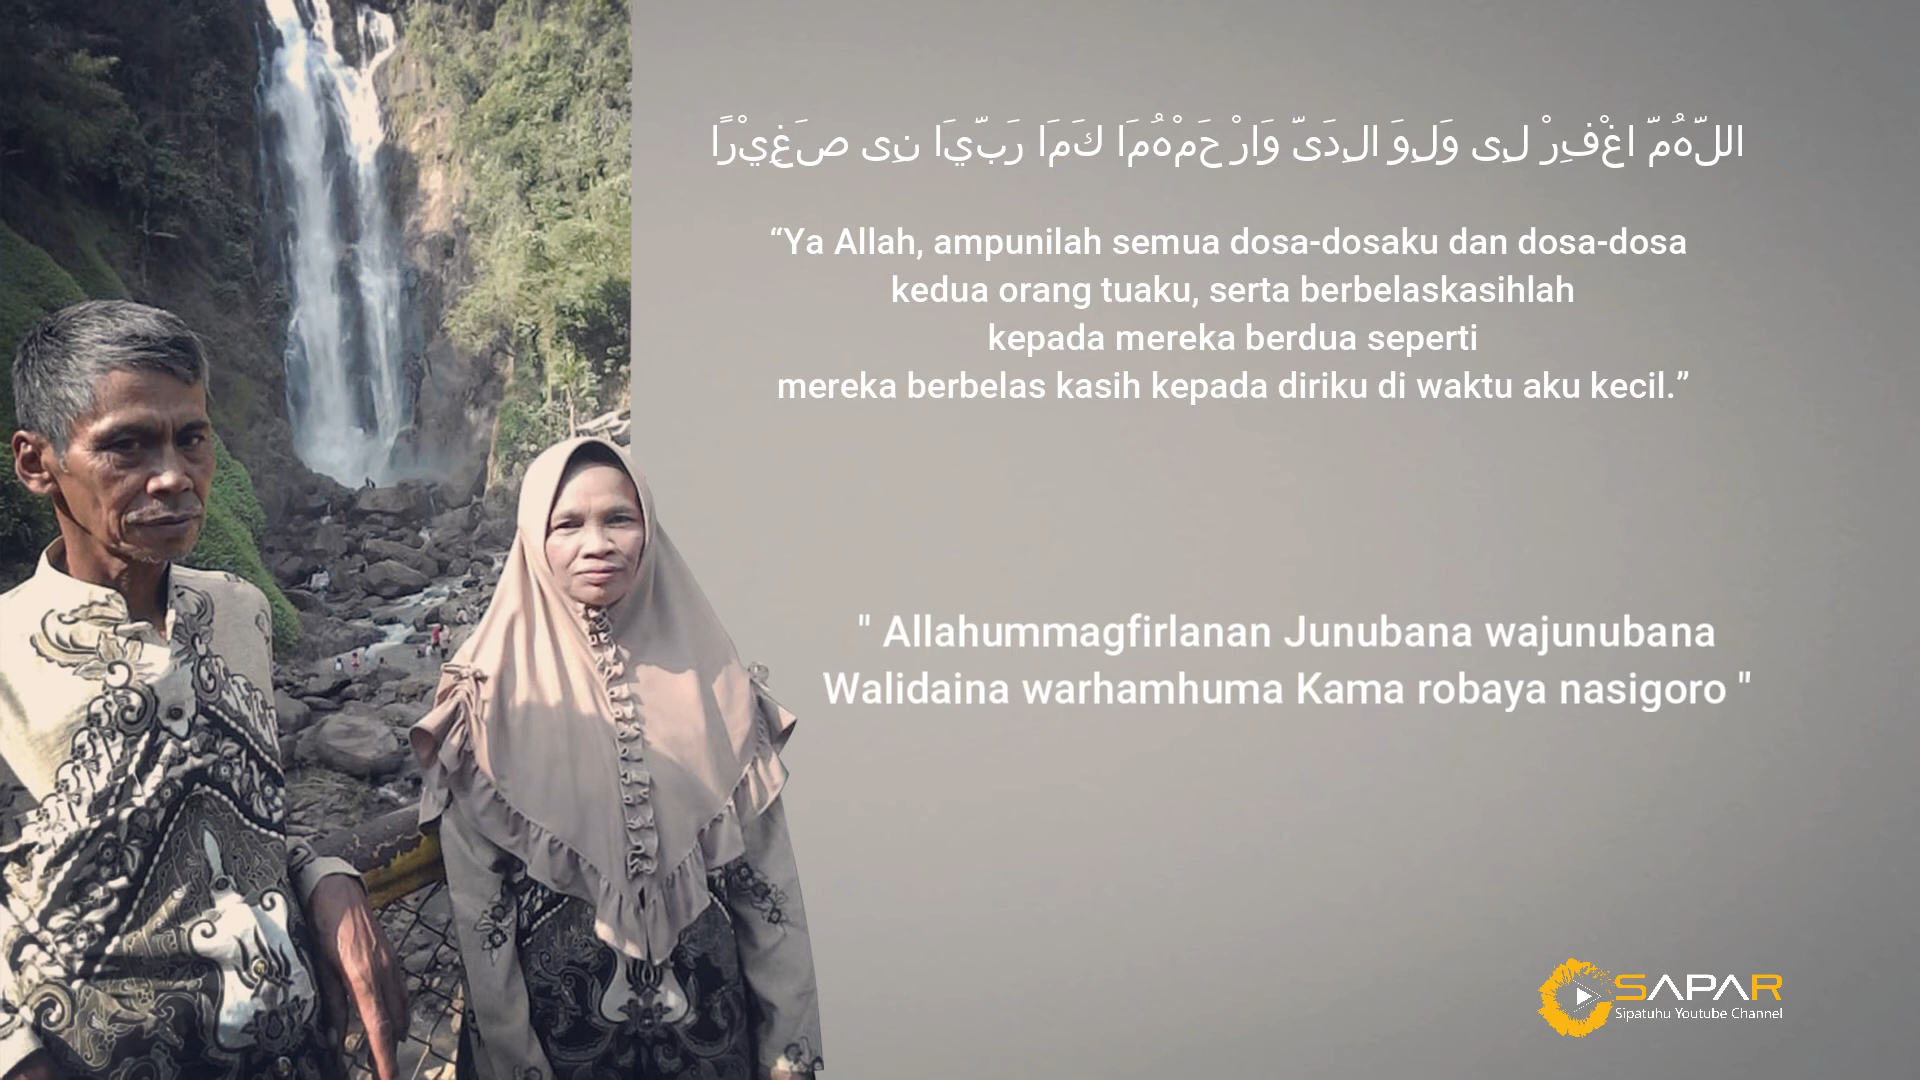 اللّهُمّ اغْفِرْ لِى وَلِوَ الِدَىّ وَارْ حَمْهُمَا كَمَا رَبّيَا نِى صَغِيْرًا
“Ya Allah, ampunilah semua dosa-dosaku dan dosa-dosa
kedua orang tuaku, serta berbelaskasihlah
kepada mereka berdua seperti
mereka berbelas kasih kepada diriku di waktu aku kecil.”
" Allahummagfirlanan Junubana wajunubana
Walidaina warhamhuma Kama robaya nasigoro "
SAPAR
Sipatuhu Youtube Channel